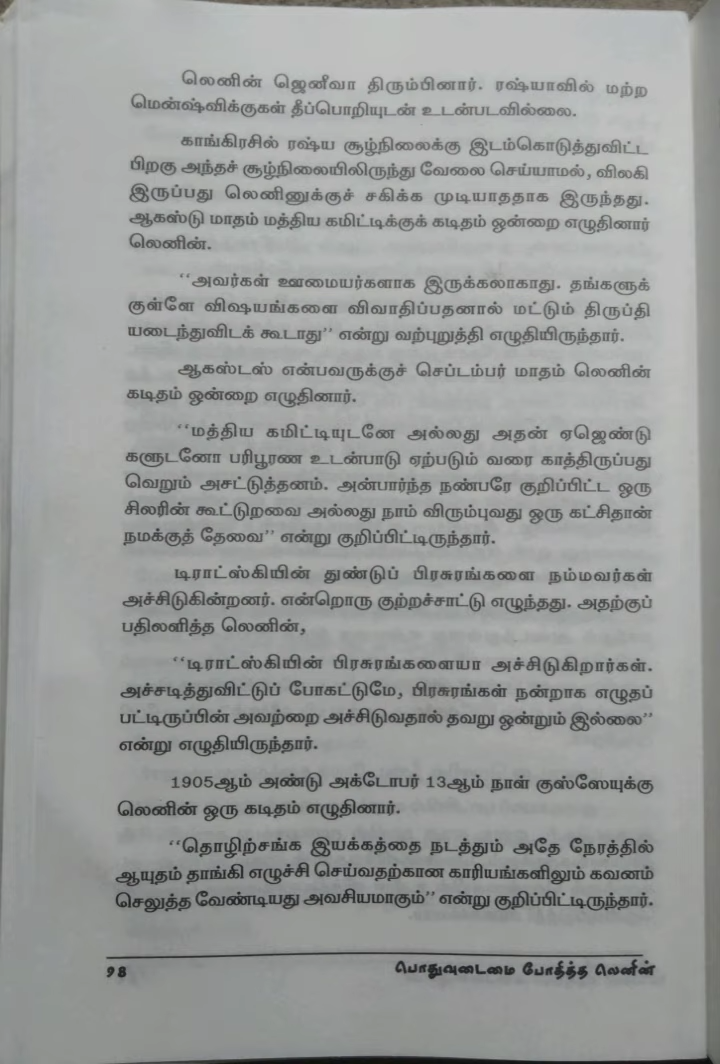 லெனின் ஜெனீவா திரும்பினார். ரஷ்யாவில் மற்ற
மென்ஷ்விக்குகள் தீப்பொறியுடன் உடன்படவில்லை.
காங்கிரசில் ரஷ்ய சூழ்நிலைக்கு இடம்கொடுத்துவிட்ட
பிறகு அந்தச் சூழ்நிலையிலிருந்து வேலை செய்யாமல், விலகி
இருப்பது லெனினுக்குச் சகிக்க முடியாததாக இருந்தது.
ஆகஸ்டு மாதம் மத்திய கமிட்டிக்குக் கடிதம் ஒன்றை எழுதினார்
லெனின்.
‘‘அவர்கள் ஊமையர்களாக இருக்கலாகாது. தங்களுக்
குள்ளே விஷயங்களை விவாதிப்பதனால் மட்டும் திருப்தி
யடைந்துவிடக் கூடாது’’ என்று வற்புறுத்தி எழுதியிருந்தார்.
ஆகஸ்டஸ் என்பவருக்குச் செப்டம்பர் மாதம் லெனின்
கடிதம் ஒன்றை எழுதினார்.
‘‘மத்திய கமிட்டியுடனே அல்லது அதன் ஏஜெண்டு
களுடனோ பரிபூரண உடன்பாடு ஏற்படும் வரை காத்திருப்பது
வெறும் அசட்டுத்தனம். அன்பார்ந்த நண்பரே குறிப்பிட்ட ஒரு
சிலரின் கூட்டுறவை அல்லது நாம் விரும்புவது ஒரு கட்சிதான்
நமக்குத் தேவை’’ என்று குறிப்பிட்டிருந்தார்.
டிராட்ஸ்கியின் துண்டுப் பிரசுரங்களை நம்மவர்கள்
அச்சிடுகின்றனர். என்றொரு குற்றச்சாட்டு எழுந்தது. அதற்குப்
பதிலளித்த லெனின்,
‘‘டிராட்ஸ்கியின் பிரசுரங்களையா அச்சிடுகிறார்கள்.
அச்சடித்துவிட்டுப் போகட்டுமே, பிரசுரங்கள் நன்றாக எழுதப்
பட்டிருப்பின் அவற்றை அச்சிடுவதால் தவறு ஒன்றும் இல்லை’’
என்று எழுதியிருந்தார்.
1905ஆம் அண்டு அக்டோபர் 13ஆம் நாள் குஸ்ஸேயுக்கு
லெனின் ஒரு கடிதம் எழுதினார்.
‘‘தொழிற்சங்க இயக்கத்தை நடத்தும் அதே நேரத்தில்
ஆயுதம் தாங்கி எழுச்சி செய்வதற்கான காரியங்களிலும் கவனம்
செலுத்த வேண்டியது அவசியமாகும்’’ என்று குறிப்பிட்டிருந்தார்.
98 பொதுவுடைமை போதித்த லெனின்